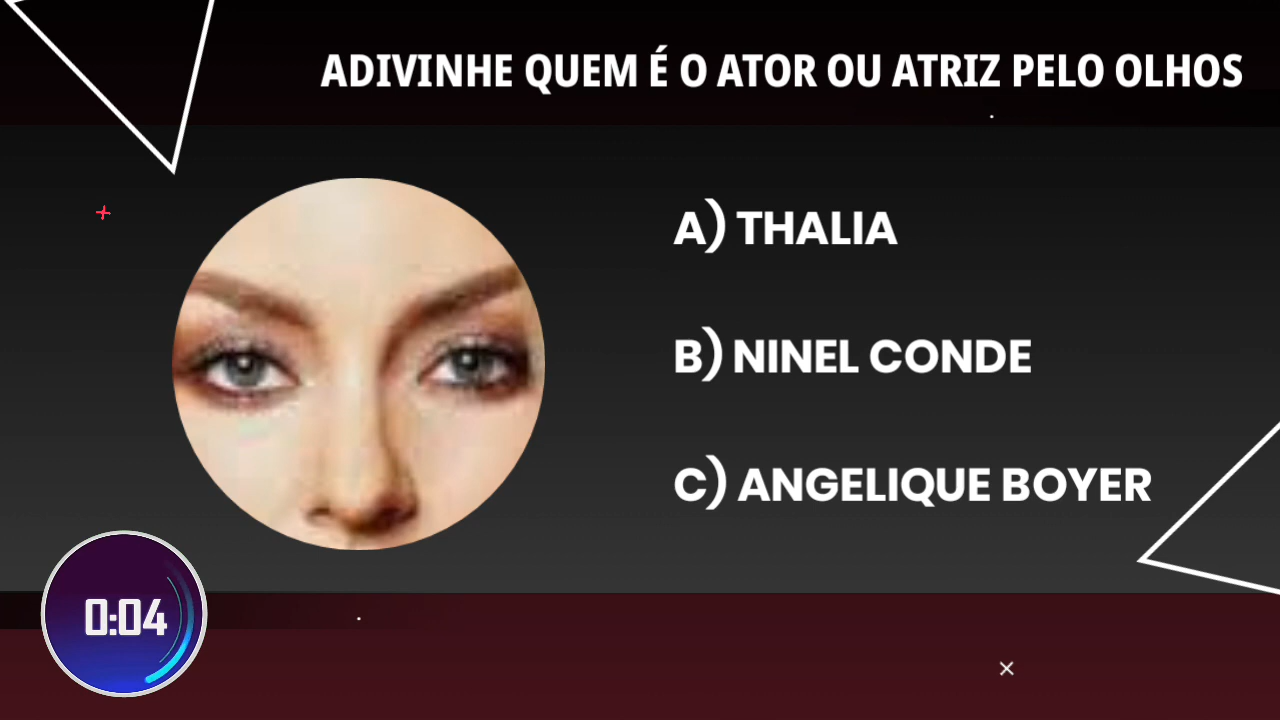 ADIVINHE QUEM É O ATOR OU ATRIZ PELO OLHOS
A) THALIA
B) NINEL CONDE
C) ANGELIQUE BOYER
0:04